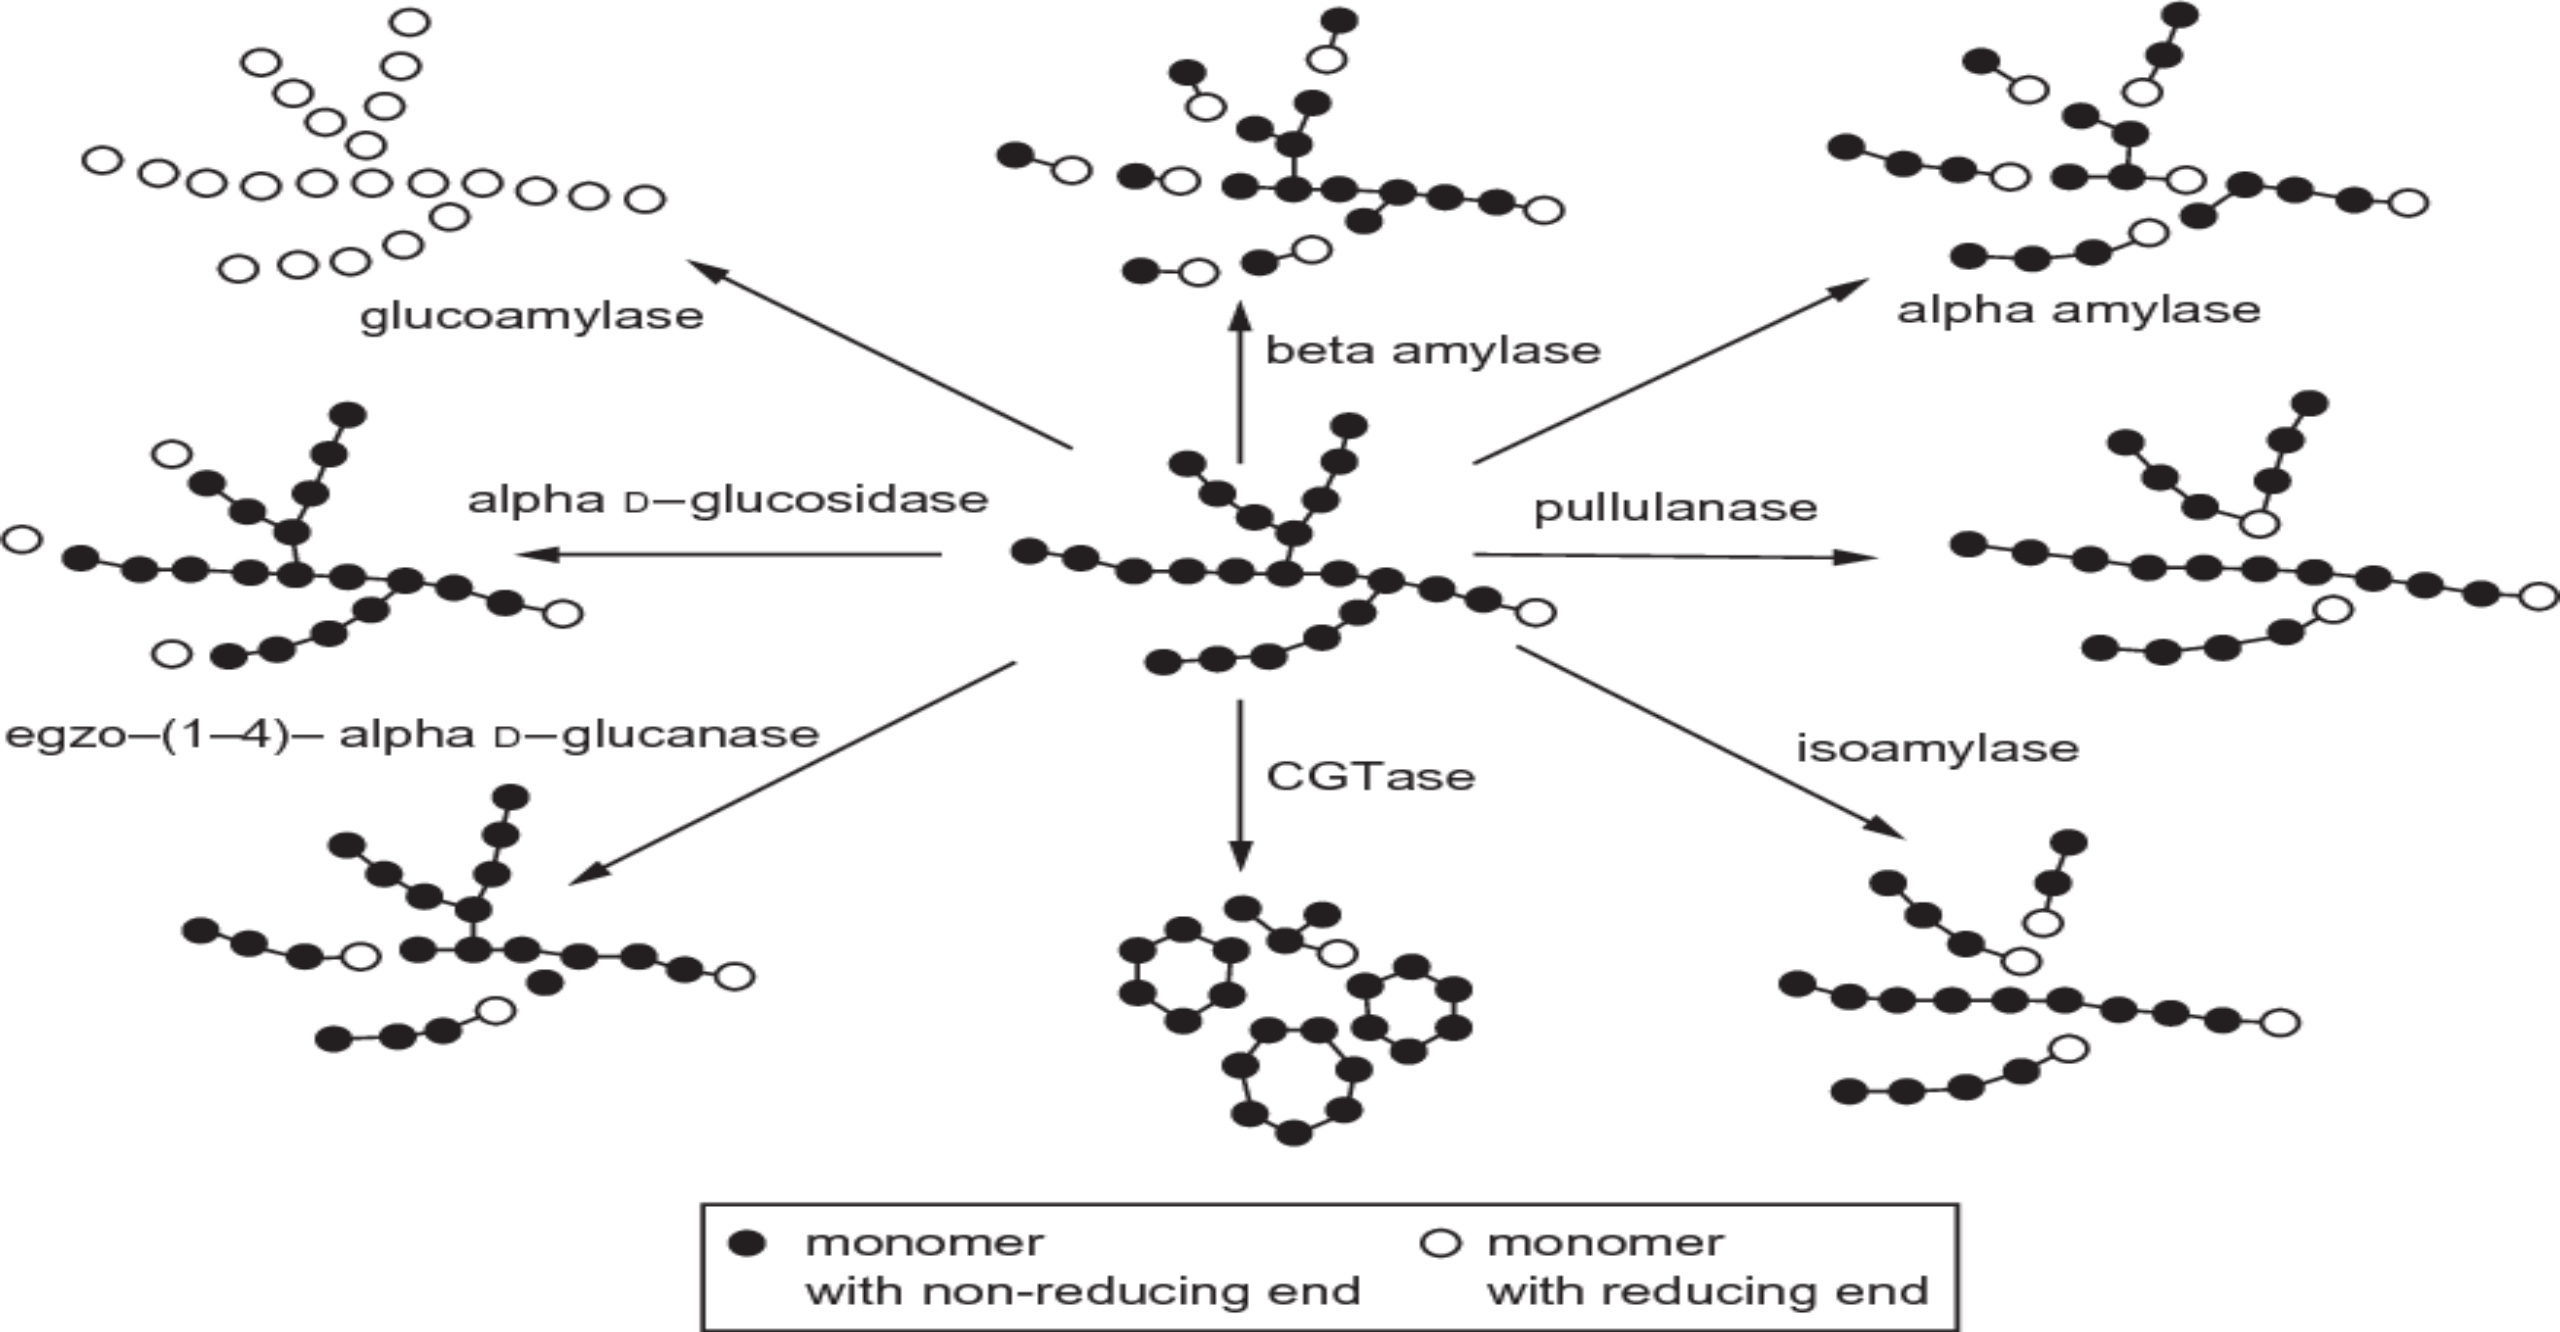 glucoamylase
beta amylase
alpha amylase
alpha D–glucosidase
pullulanase
egzo–(1–4)– alpha D–glucanase
CGTase
isoamylase
monomer
with non-reducing end
monomer
with reducing end